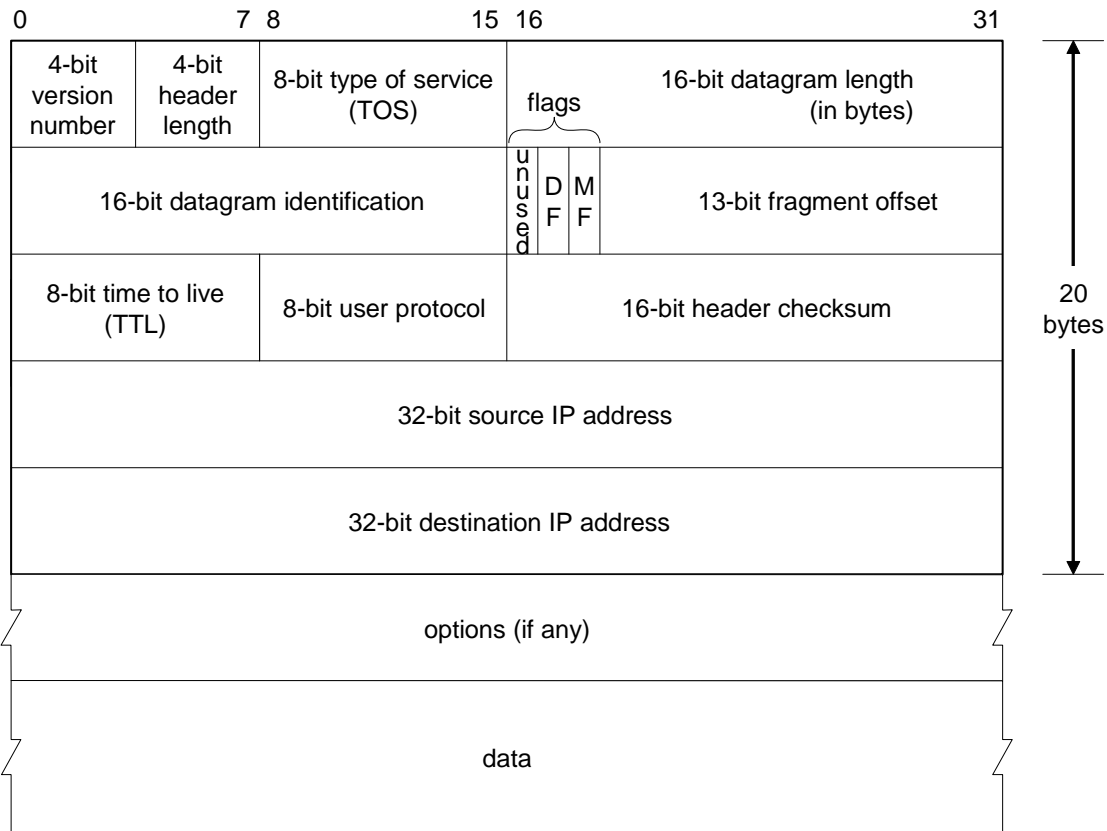 0 7 8 15 16 31
4-bit
version
number
4-bit
header
length
8-bit type of service
(TOS)
16-bit datagram length
(in bytes)
flags
16-bit datagram identification
unused
DF
MF
13-bit fragment offset
8-bit time to live
(TTL)
8-bit user protocol
16-bit header checksum
20
bytes
32-bit source IP address
32-bit destination IP address
options (if any)
data